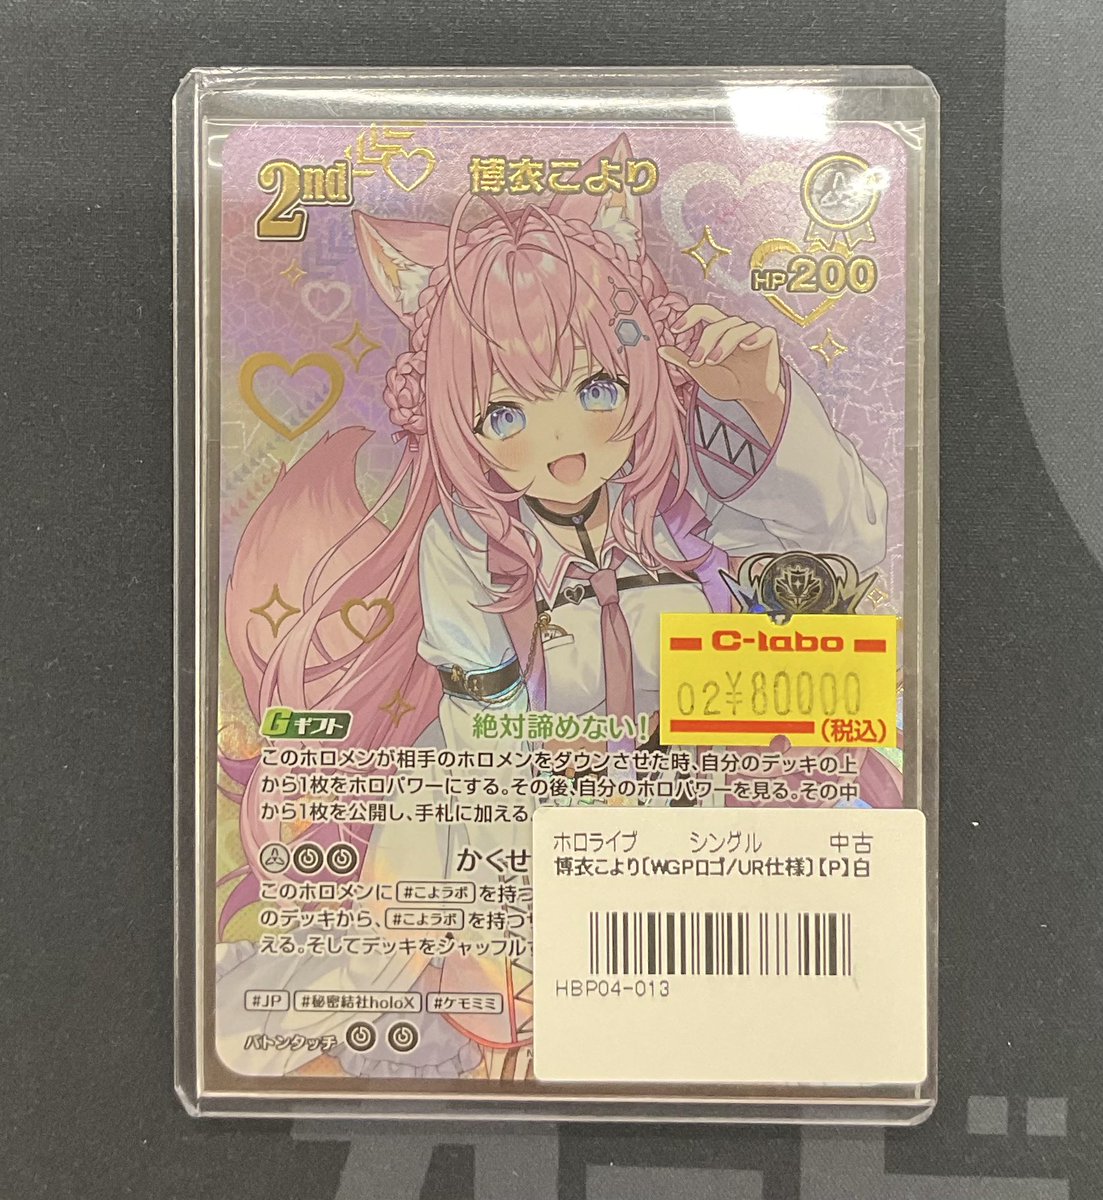 2nd
博衣こより
HP200
C-labo
02¥80000
(税込)
Gギフト 絶対諦めない!
このホロメンが相手のホロメンをダウンさせた時、自分のデッキの上
から1枚をホロパワーにする。その後、自分のホロパワーを見る。その中
から1枚を公開し、手札に加える。
かくせ
このホロメンに#こよラボを持つ
のデッキから、#こよラボを持つ
える。そしてデッキをシャッフル
#JP #秘密結社holoX #ケモミミ
バトンタッチ
ホロライブ シングル 中古
博衣こより〔WGPロゴ/UR仕様〕【P】白
HBP04-013